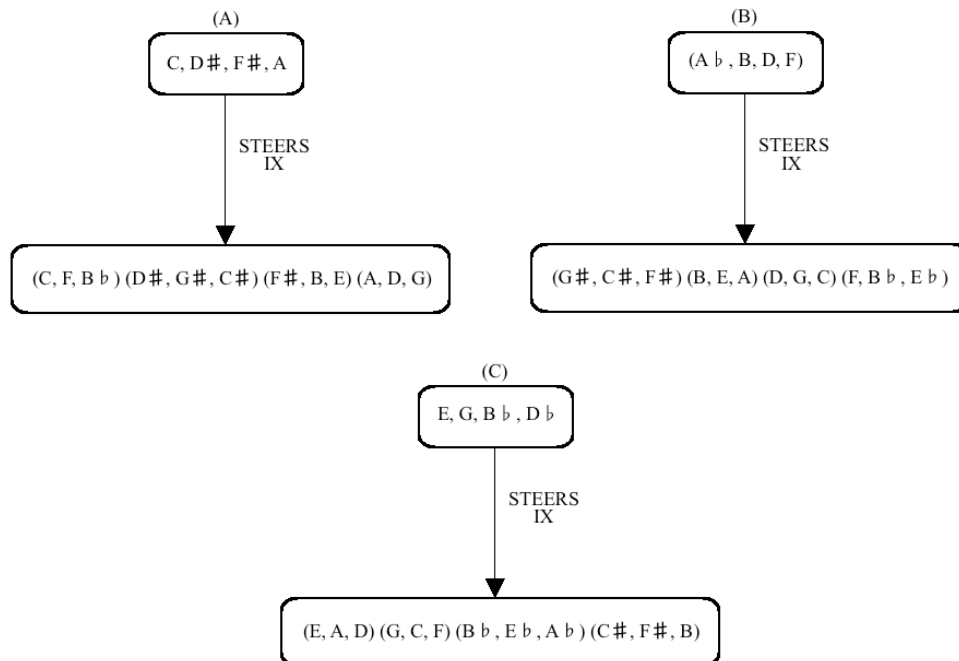 (A)
C, D♯, F♯, A
STEERS
IX
(C, F, B♭) (D♯, G♯, C♯) (F♯, B, E) (A, D, G)
(B)
(A♭, B, D, F)
STEERS
IX
(G♯, C♯, F♯) (B, E, A) (D, G, C) (F, B♭, E♭)
(C)
E, G, B♭, D♭
STEERS
IX
(E, A, D) (G, C, F) (B♭, E♭, A♭) (C♯, F♯, B)